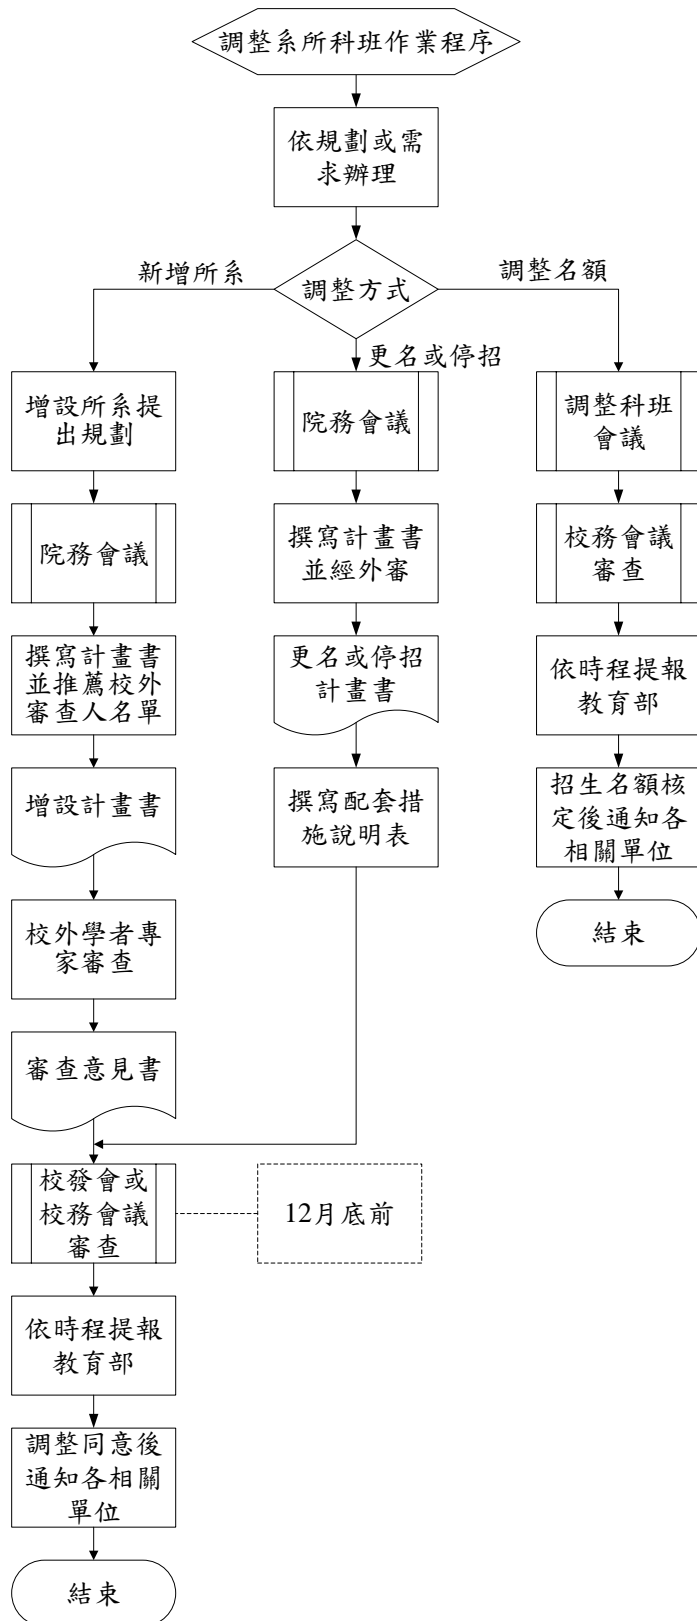 調整系所科班作業程序
依規劃或需
求辦理
調整方式
新增所系
調整名額
更名或停招
增設所系提
出規劃
院務會議
撰寫計畫書
並推薦校外
審查人名單
增設計畫書
校外學者專
家審查
審查意見書
院務會議
撰寫計畫書
並經外審
更名或停招
計畫書
撰寫配套措
施說明表
調整科班
會議
校務會議
審查
依時程提報
教育部
招生名額核
定後通知各
相關單位
結束
校發會或
校務會議
審查
12月底前
依時程提報
教育部
調整同意後
通知各相關
單位
結束